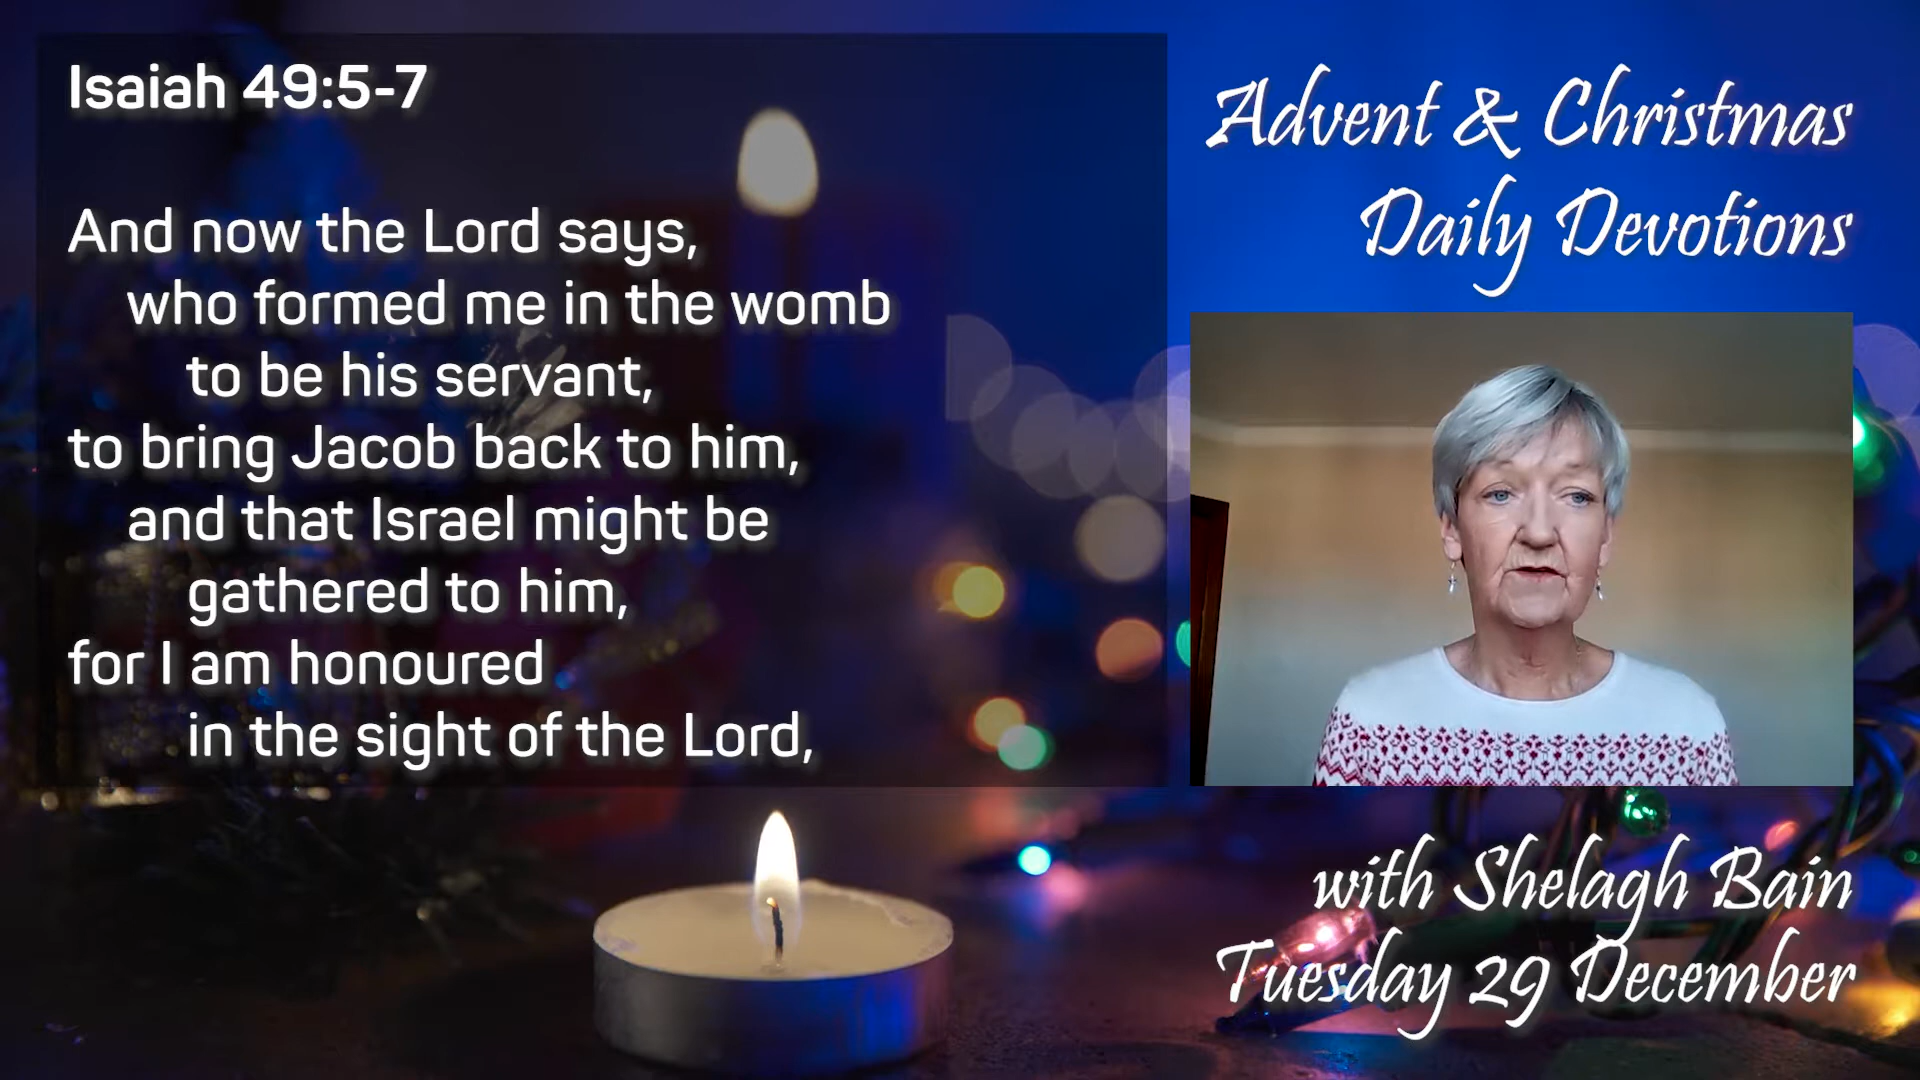 Isaiah 49:5-7
And now the Lord says,
who formed me in the womb
to be his servant,
to bring Jacob back to him,
and that Israel might be
gathered to him,
for I am honoured
in the sight of the Lord,
Advent & Christmas
Daily Devotions
with Shelagh Bain
Tuesday 29 December